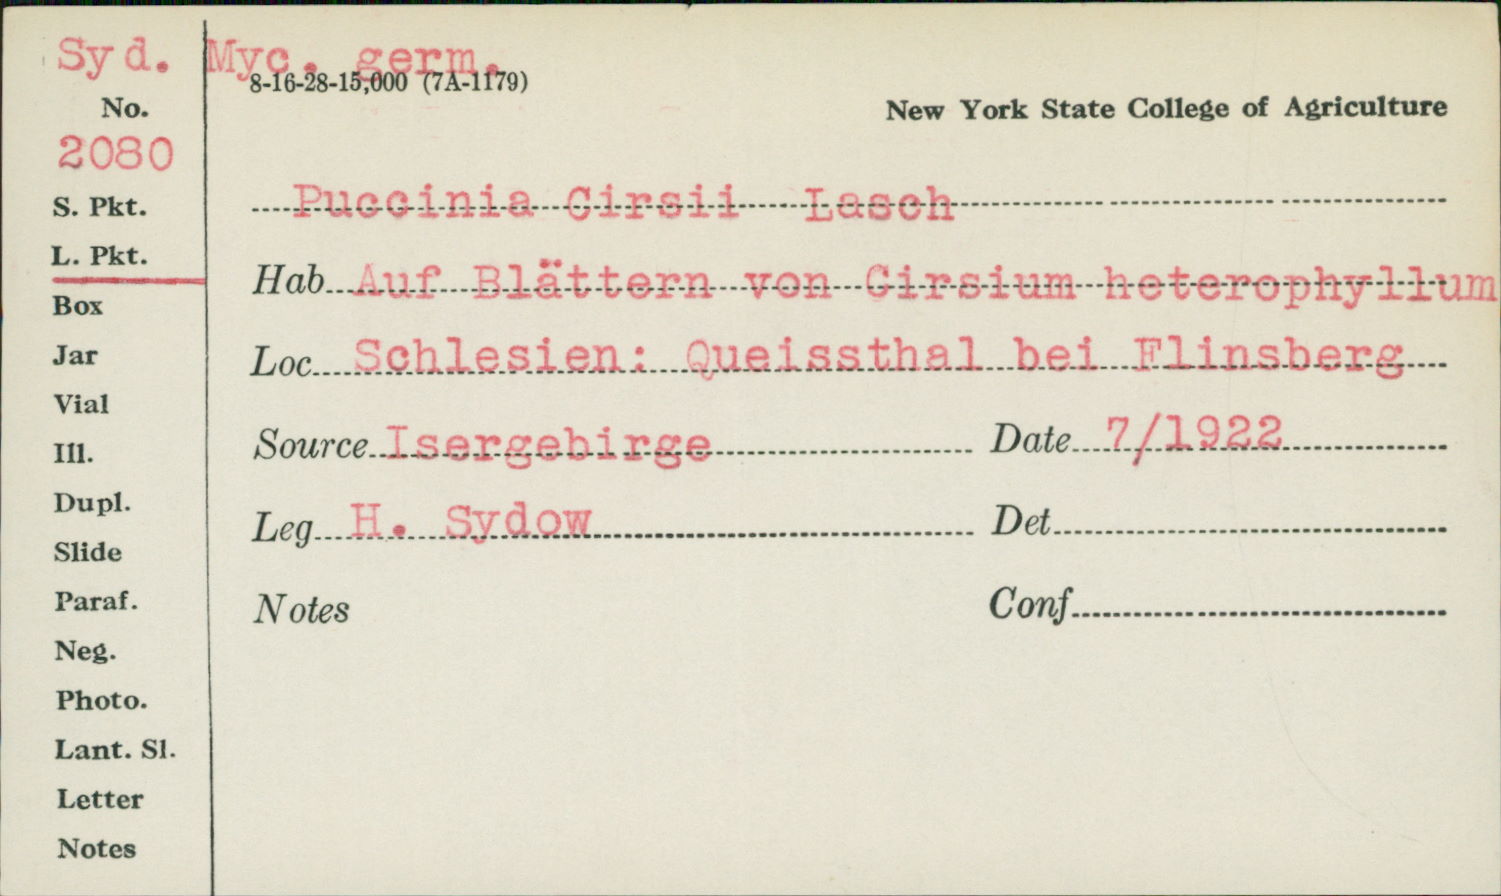 Syd. Myc. germ.
8-16-28-15,000 (7A-1179)
No.
New York State College of Agriculture
2080
S. Pkt.
Puccinia Cirsii Lasch
L. Pkt.
Hab. Auf Blättern von Cirsium heterophyllum
Box
Jar
Loc. Schlesien: Queissthal bei Flinsberg
Vial
Ill.
Source Isergebirge Date 7/1922
Dupl.
Leg. H. Sydow Det
Slide
Paraf.
Notes Conf.
Neg.
Photo.
Lant. Sl.
Letter
Notes